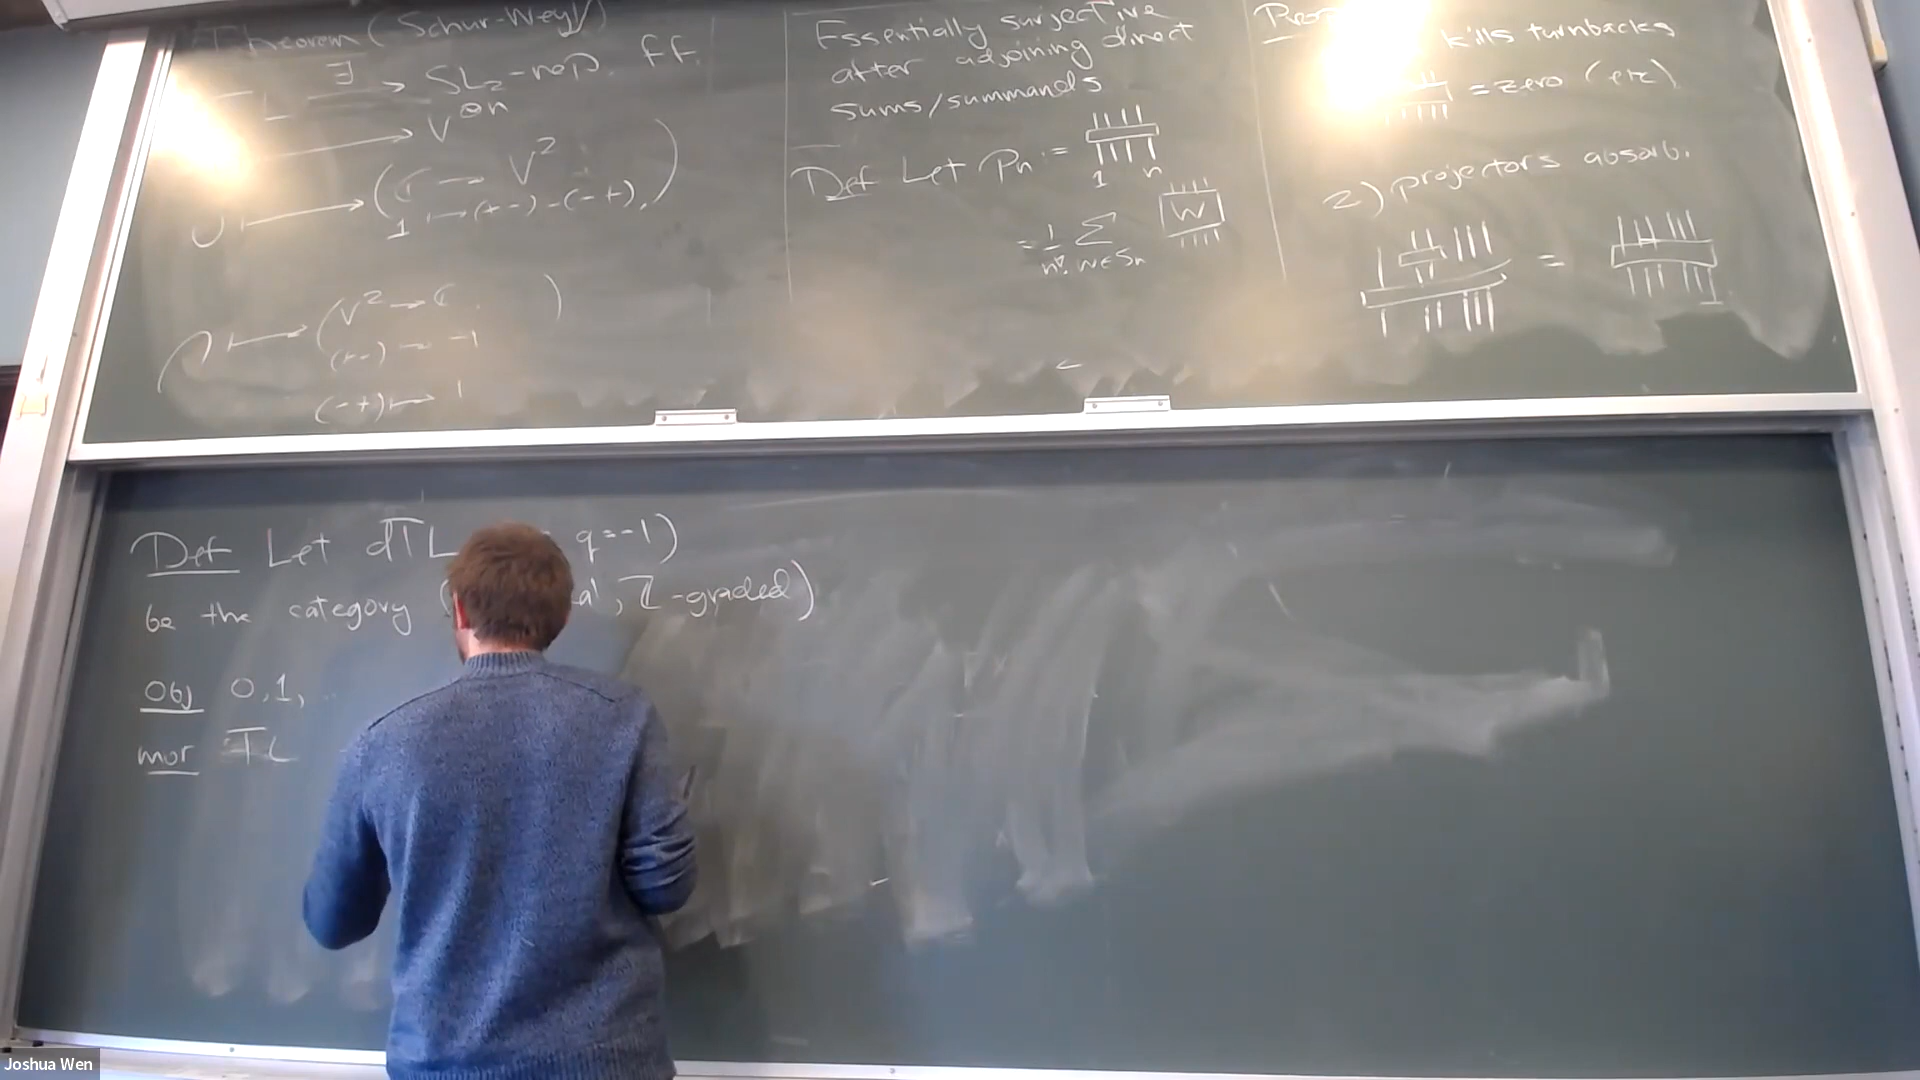 Theorem (Schur-Weyl)
TL ∃→ SL₂-rep. ff.
→ V^⊗n
∪ ↦ (ℂ → V²
1 ↦ (+-)-(-+).)
∩ ↦ (V² → ℂ )
(+-) → -1
(-+) ↦ 1
Essentially surjective
after adjoining direct
sums/summands
Def Let Pn :=
1 n
= 1/n! Σ W
W∈Sn
kills turnbacks
= zero (etc)
2) projectors absorb.
=
Def Let dTL q=-1)
be the category , ℤ-graded)
Obj 0,1, ..
mor TL
Joshua Wen